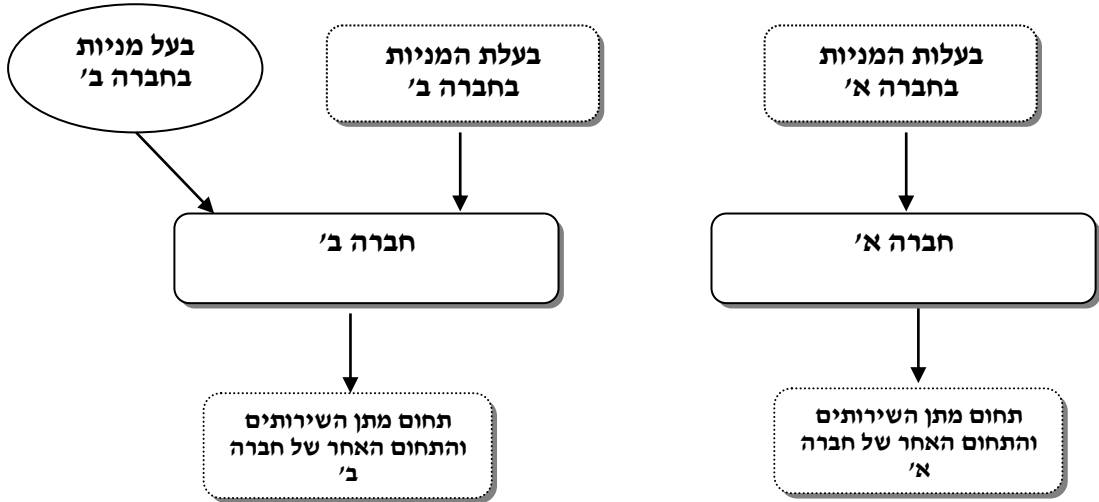 בעלות המניות
בחברה א'
בעלת המניות
בחברה ב'
בעל מניות
בחברה ב'
חברה א'
חברה ב'
תחום מתן השירותים
והתחום האחר של חברה
א'
תחום מתן השירותים
והתחום האחר של חברה
ב'